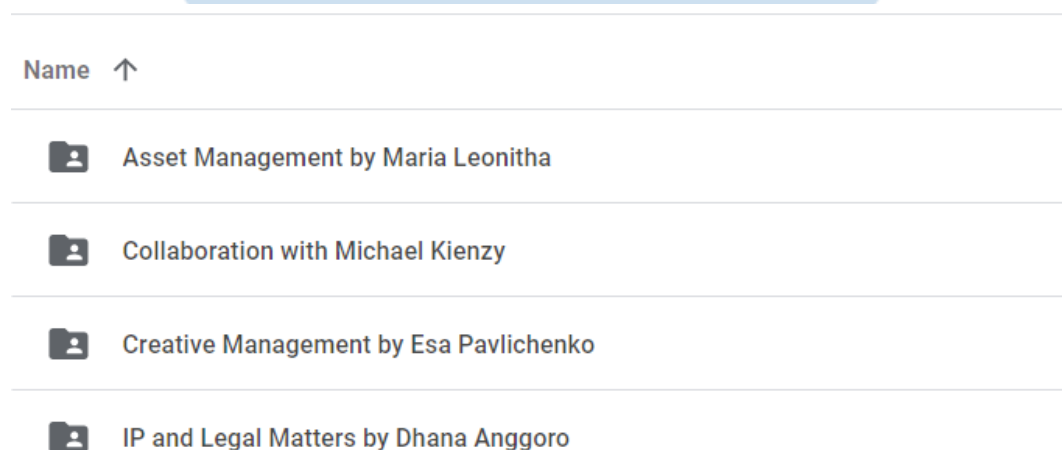 Name
Asset Management by Maria Leonitha
Collaboration with Michael Kienzy
Creative Management by Esa Pavlichenko
IP and Legal Matters by Dhana Anggoro